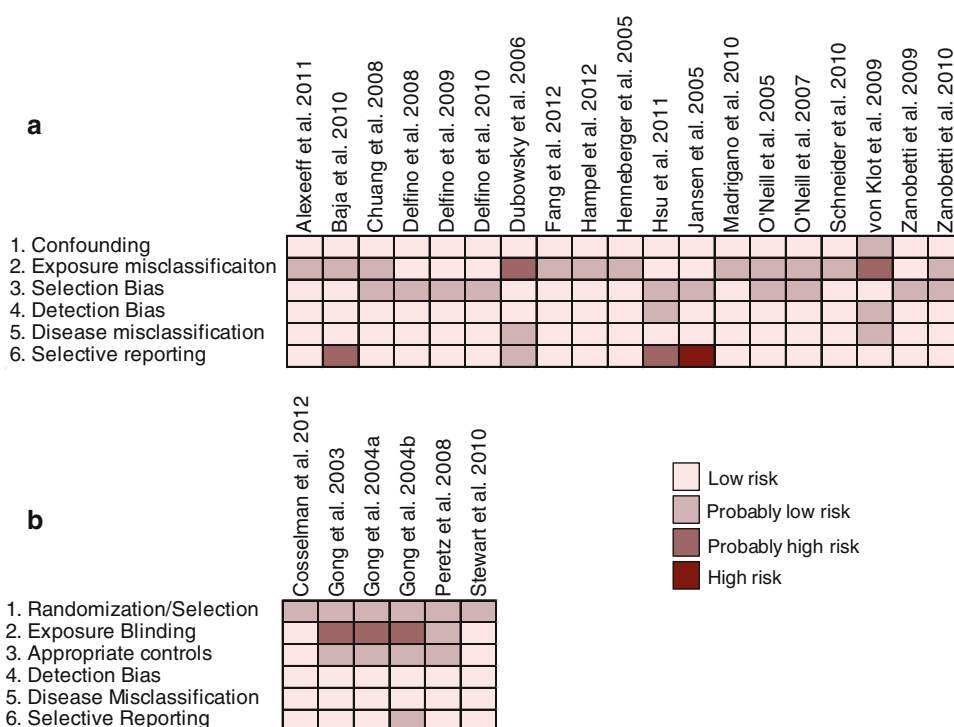 a
Alexeeff et al. 2011
Baja et al. 2010
Chuang et al. 2008
Delfino et al. 2008
Delfino et al. 2009
Delfino et al. 2010
Dubowsky et al. 2006
Fang et al. 2012
Hampel et al. 2012
Henneberger et al. 2005
Hsu et al. 2011
Jansen et al. 2005
Madrigano et al. 2010
O'Neill et al. 2005
O'Neill et al. 2007
Schneider et al. 2010
von Klot et al. 2009
Zanobetti et al. 2009
Zanobetti et al. 2010
1. Confounding
2. Exposure misclassificaiton
3. Selection Bias
4. Detection Bias
5. Disease misclassification
6. Selective reporting
b
Cosselman et al. 2012
Gong et al. 2003
Gong et al. 2004a
Gong et al. 2004b
Peretz et al. 2008
Stewart et al. 2010
1. Randomization/Selection
2. Exposure Blinding
3. Appropriate controls
4. Detection Bias
5. Disease Misclassification
6. Selective Reporting
Low risk
Probably low risk
Probably high risk
High risk